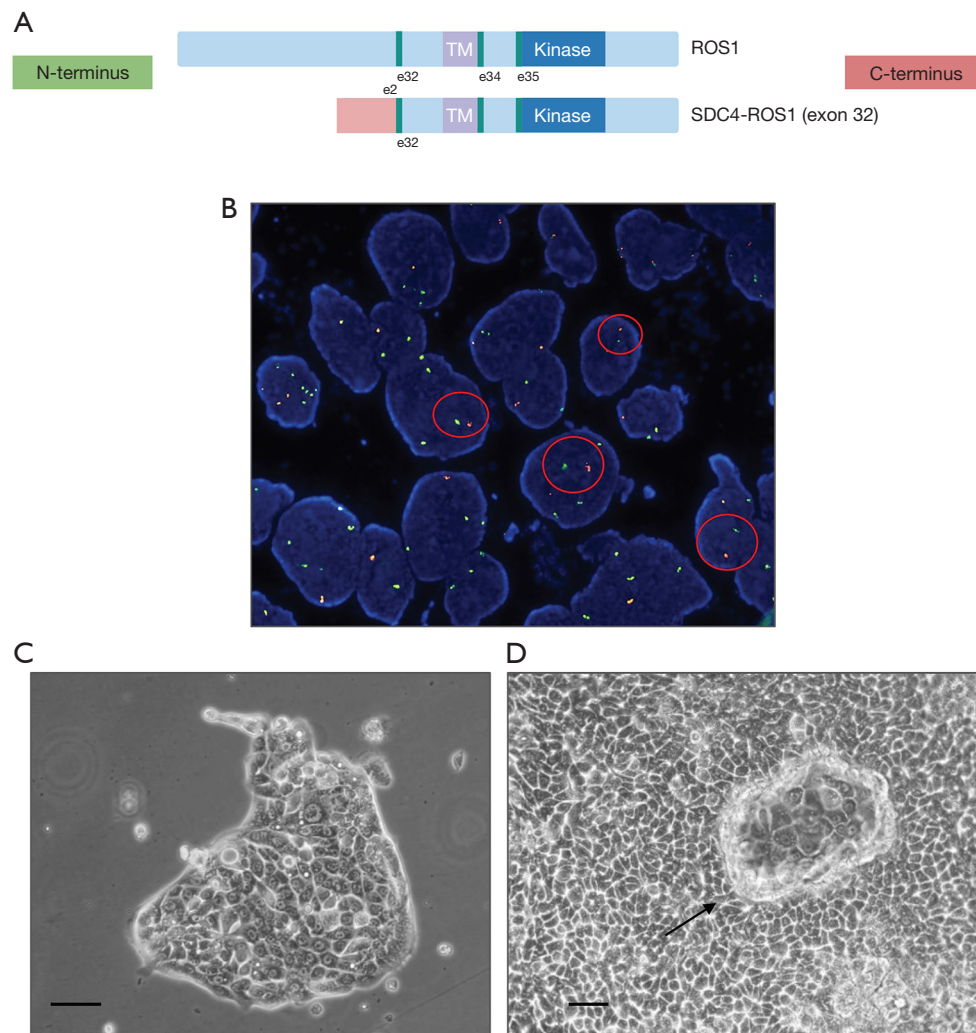 A
N-terminus
TM
Kinase
ROS1
e32
e34
e35
C-terminus
e2
TM
Kinase
SDC4-ROS1 (exon 32)
e32
B
C
D